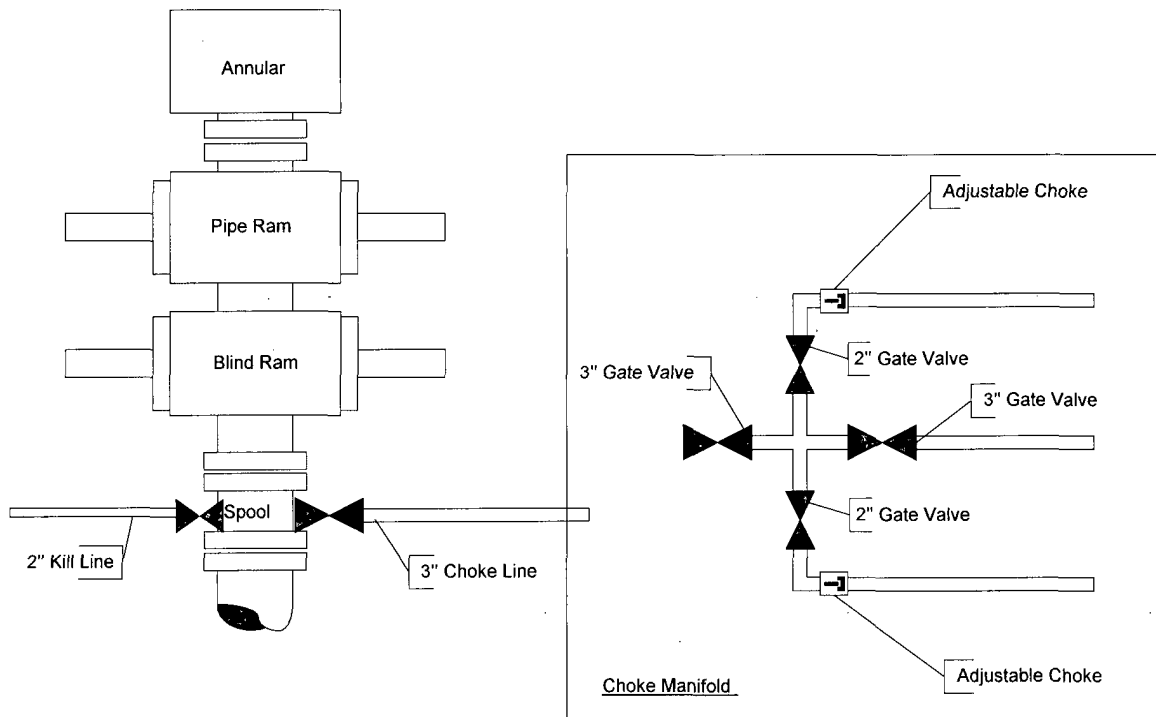 Annular
Pipe Ram
Blind Ram
Spool
2" Kill Line
3" Choke Line
Adjustable Choke
2" Gate Valve
3" Gate Valve
3" Gate Valve
2" Gate Valve
Adjustable Choke
Choke Manifold